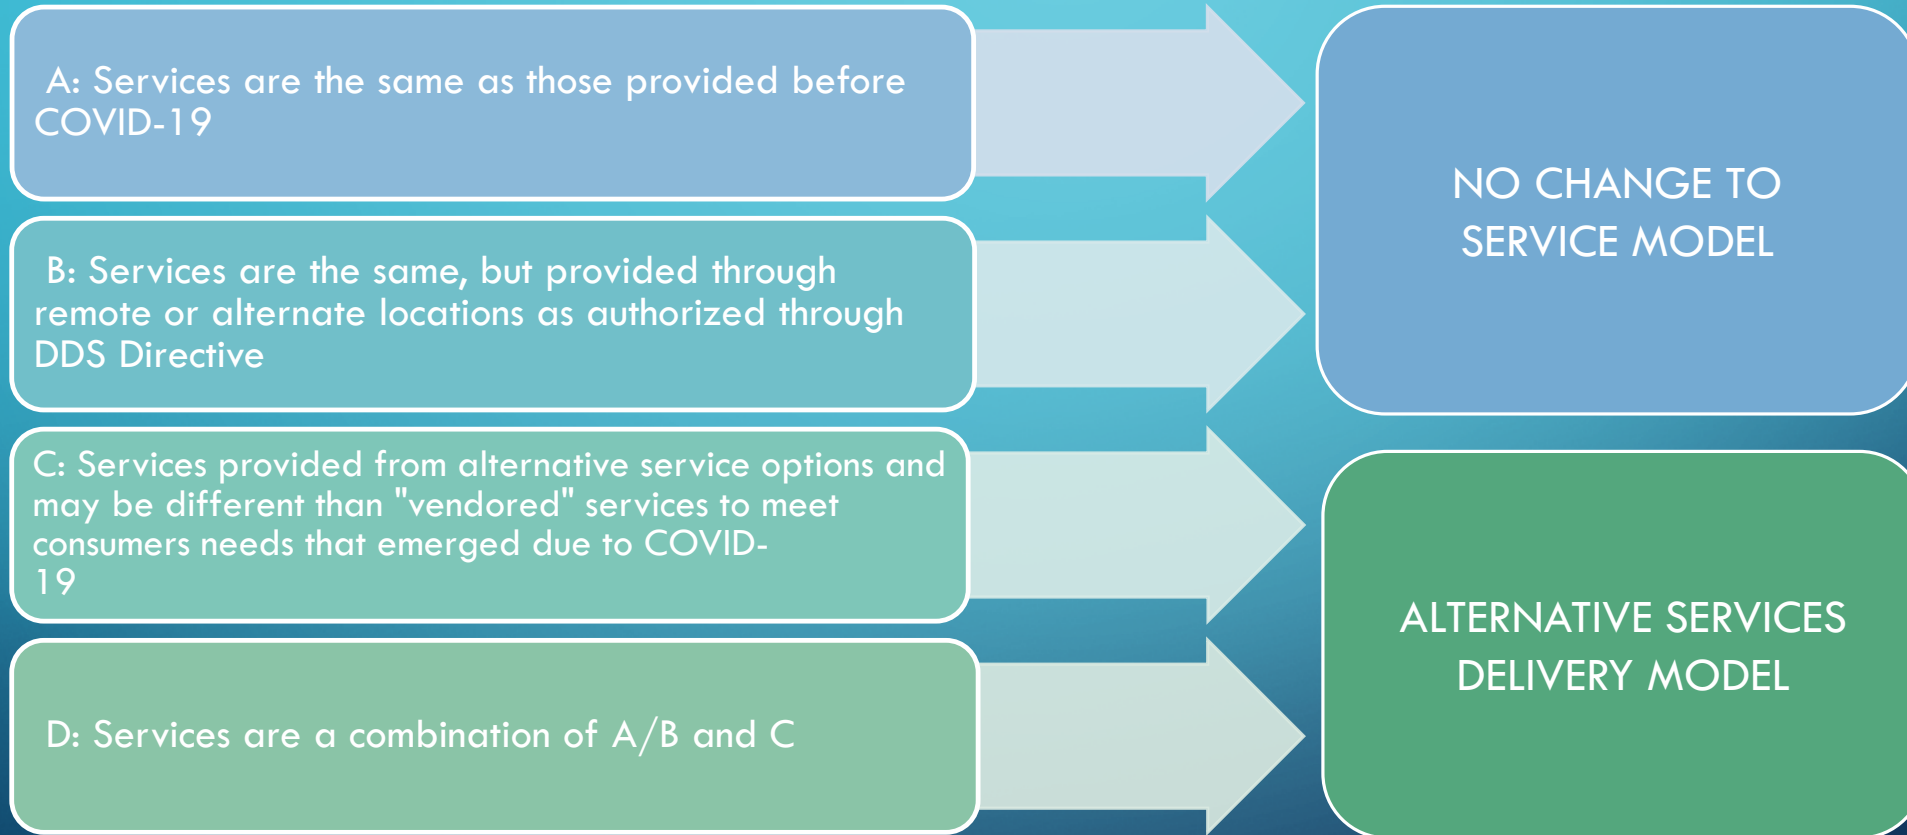 A: Services are the same as those provided before
COVID-19
B: Services are the same, but provided through
remote or alternate locations as authorized through
DDS Directive
C: Services provided from alternative service options and
may be different than "vendored" services to meet
consumers needs that emerged due to COVID-
19
D: Services are a combination of A/B and C
NO CHANGE TO
SERVICE MODEL
ALTERNATIVE SERVICES
DELIVERY MODEL